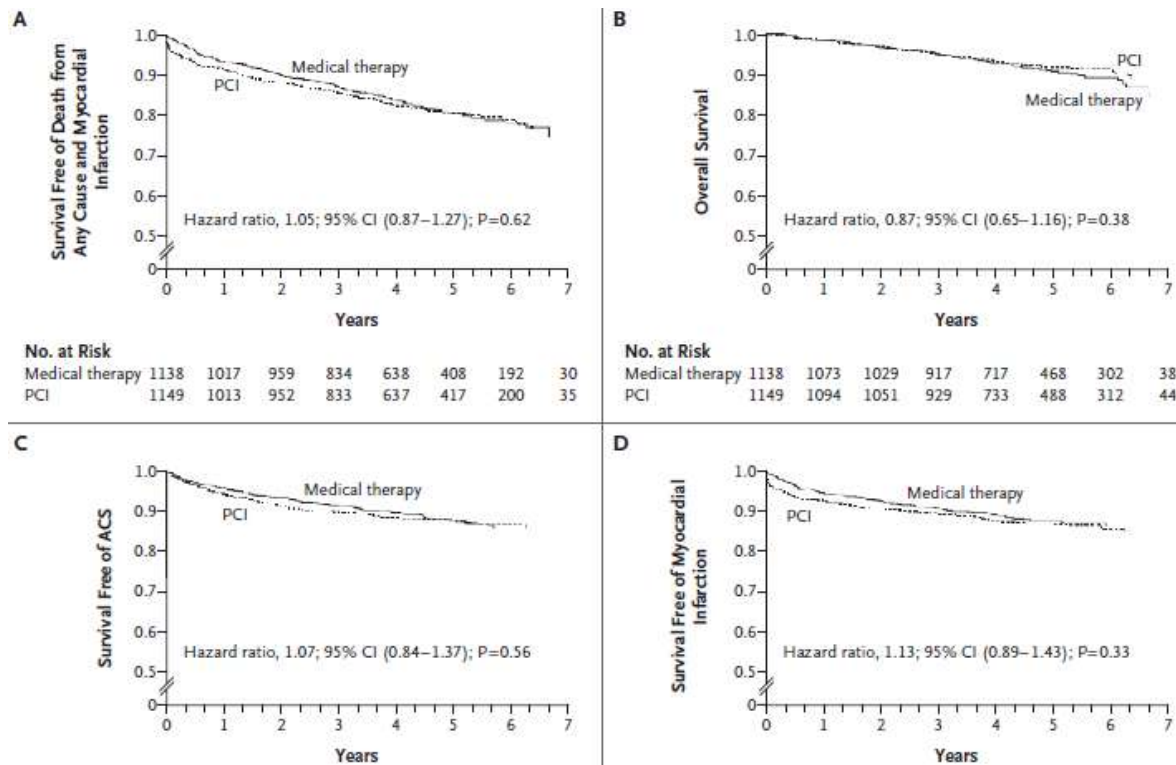 A
Survival Free of Death from
Any Cause and Myocardial
Infarction
1.0
0.9
0.8
0.7
0.6
0.5
0
Medical therapy
PCI
Hazard ratio, 1.05; 95% CI (0.87–1.27); P=0.62
0 1 2 3 4 5 6 7
Years
No. at Risk
Medical therapy 1138 1017 959 834 638 408 192 30
PCI 1149 1013 952 833 637 417 200 35
B
Overall Survival
1.0
0.9
0.8
0.7
0.6
0.5
0
PCI
Medical therapy
Hazard ratio, 0.87; 95% CI (0.65–1.16); P=0.38
0 1 2 3 4 5 6 7
Years
No. at Risk
Medical therapy 1138 1073 1029 917 717 468 302 38
PCI 1149 1094 1051 929 733 488 312 44
C
Survival Free of ACS
1.0
0.9
0.8
0.7
0.6
0.5
0
Medical therapy
PCI
Hazard ratio, 1.07; 95% CI (0.84–1.37); P=0.56
0 1 2 3 4 5 6 7
Years
D
Survival Free of Myocardial
Infarction
1.0
0.9
0.8
0.7
0.6
0.5
0
Medical therapy
PCI
Hazard ratio, 1.13; 95% CI (0.89–1.43); P=0.33
0 1 2 3 4 5 6 7
Years